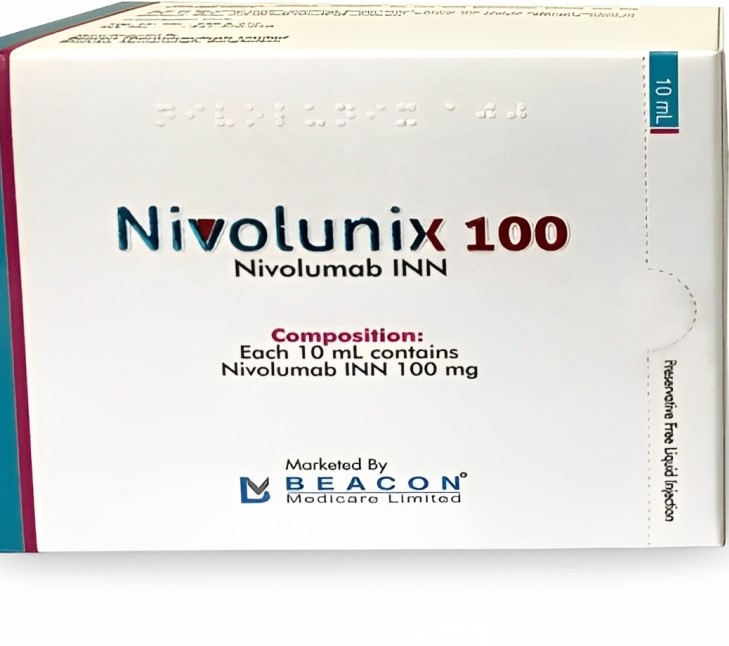 Nivolunix 100
Nivolumab INN
Composition:
Each 10 mL contains
Nivolumab INN 100 mg
Marketed By
BEACON
Medicare Limited
10 mL
Preservative Free Liquid Injection